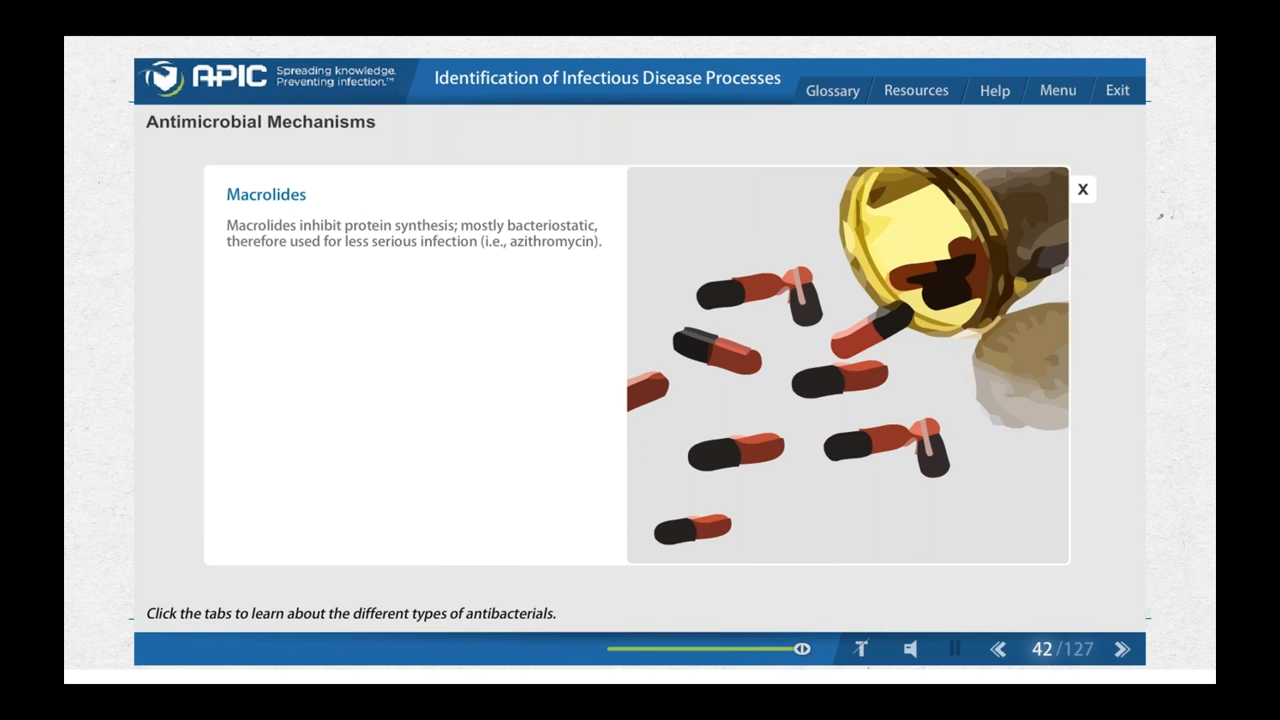 APIC
Spreading knowledge.
Preventing infection.™
Identification of Infectious Disease Processes
Glossary
Resources
Help
Menu
Exit
Antimicrobial Mechanisms
Macrolides
Macrolides inhibit protein synthesis; mostly bacteriostatic,
therefore used for less serious infection (i.e., azithromycin).
X
Click the tabs to learn about the different types of antibacterials.
42/127